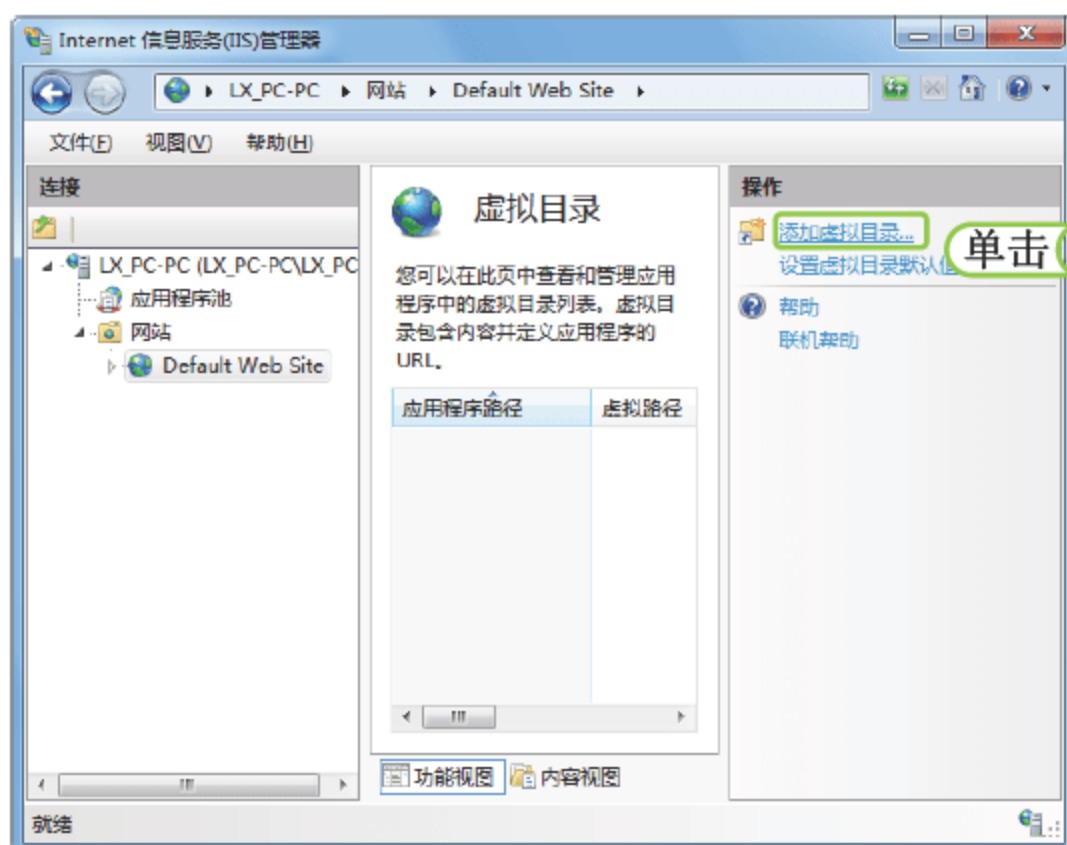 Internet 信息服务(IIS)管理器
LX_PC-PC 网站 Default Web Site
文件(F) 视图(V) 帮助(H)
连接
LX_PC-PC (LX_PC-PC\LX_PC
应用程序池
网站
Default Web Site
虚拟目录
您可以在此页中查看和管理应用
程序中的虚拟目录列表。虚拟目
录包含内容并定义应用程序的
URL。
应用程序路径 虚拟路径
功能视图 内容视图
操作
添加虚拟目录...
单击
设置虚拟目录默认值
帮助
联机帮助
就绪